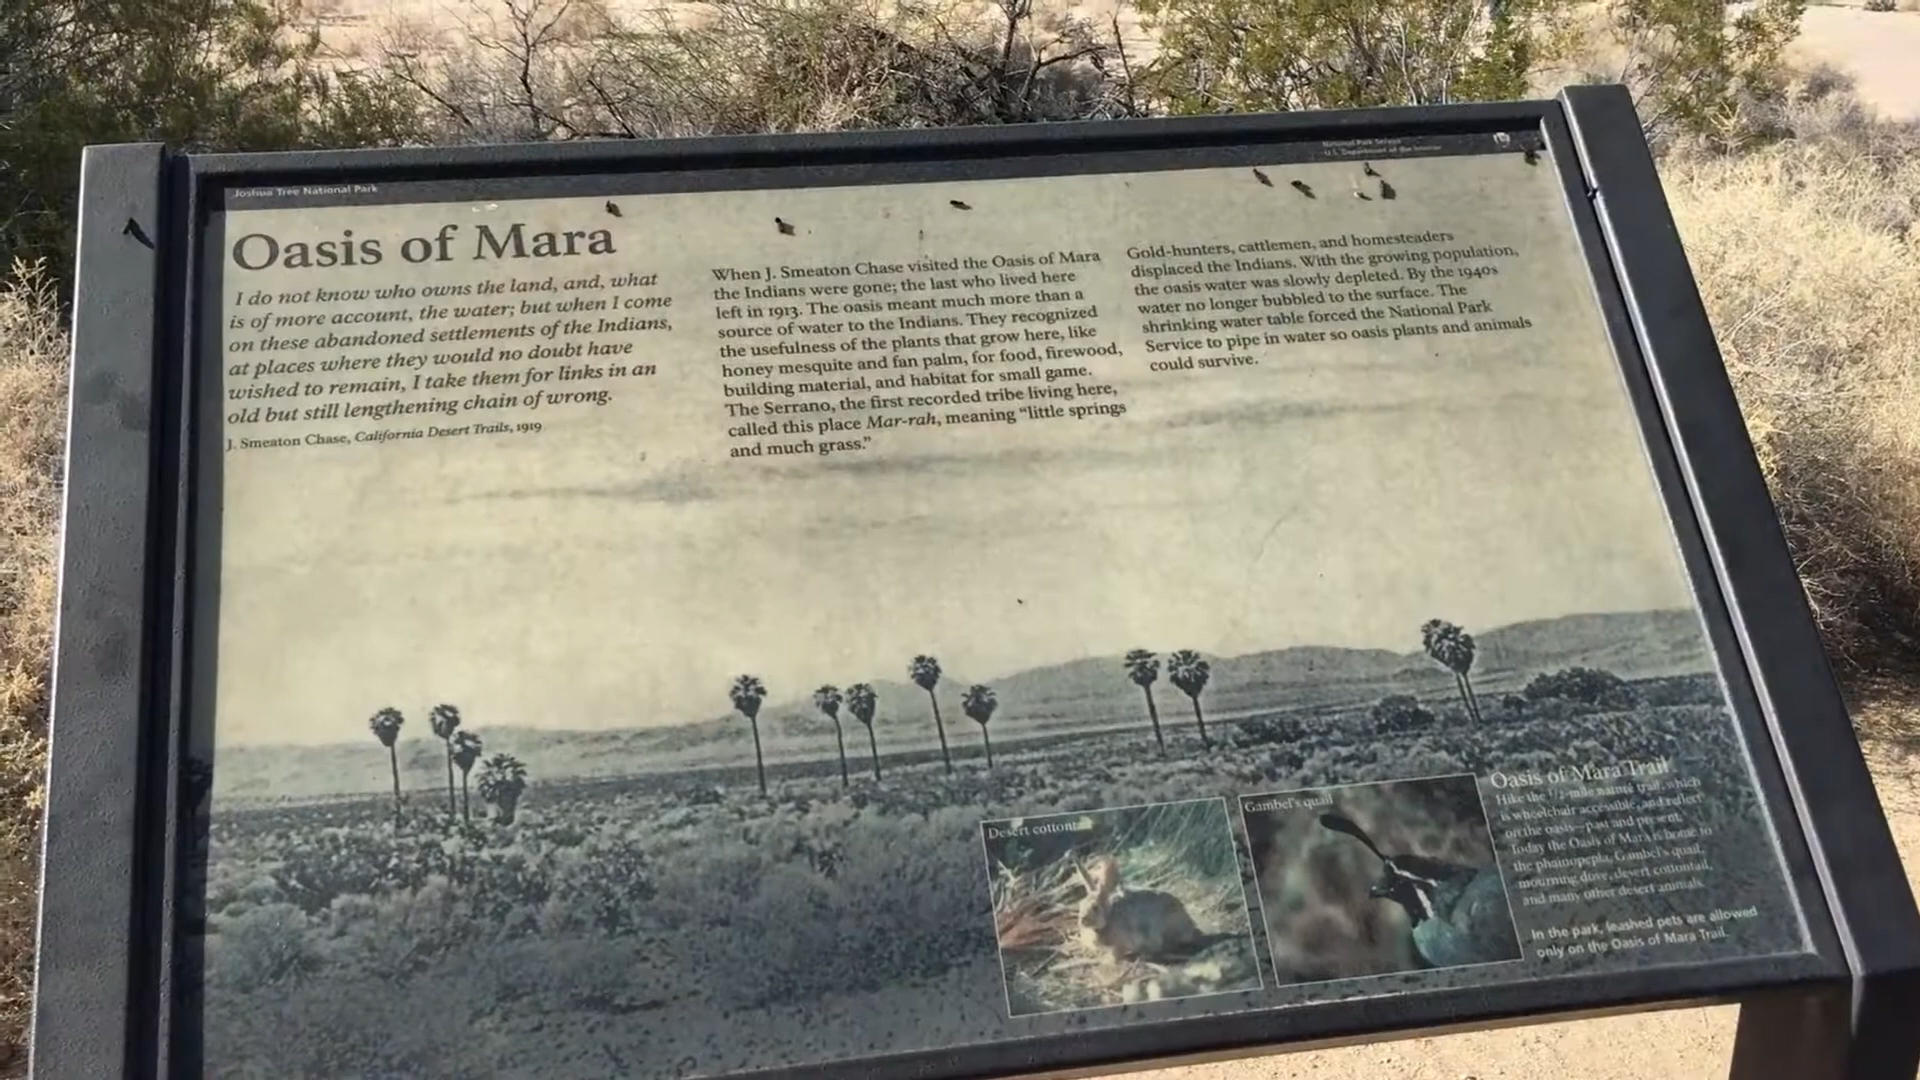 Joshua Tree National Park
National Park Service
U.S. Department of the Interior
Oasis of Mara
I do not know who owns the land, and, what
is of more account, the water; but when I come
on these abandoned settlements of the Indians,
at places where they would no doubt have
wished to remain, I take them for links in an
old but still lengthening chain of wrong.
J. Smeaton Chase, California Desert Trails, 1919
When J. Smeaton Chase visited the Oasis of Mara
the Indians were gone; the last who lived here
left in 1913. The oasis meant much more than a
source of water to the Indians. They recognized
the usefulness of the plants that grow here, like
honey mesquite and fan palm, for food, firewood,
building material, and habitat for small game.
The Serrano, the first recorded tribe living here,
called this place Mar-rah, meaning “little springs
and much grass.”
Gold-hunters, cattlemen, and homesteaders
displaced the Indians. With the growing population,
the oasis water was slowly depleted. By the 1940s
water no longer bubbled to the surface. The
shrinking water table forced the National Park
Service to pipe in water so oasis plants and animals
could survive.
Desert cottontail
Gambel's quail
Oasis of Mara Trail
Hike the 1/2-mile nature trail, which
is wheelchair accessible, and reflect
on the oasis—past and present.
Today the Oasis of Mara is home to
the phainopepla, Gambel's quail,
mourning dove, desert cottontail,
and many other desert animals.
In the park, leashed pets are allowed
only on the Oasis of Mara Trail.